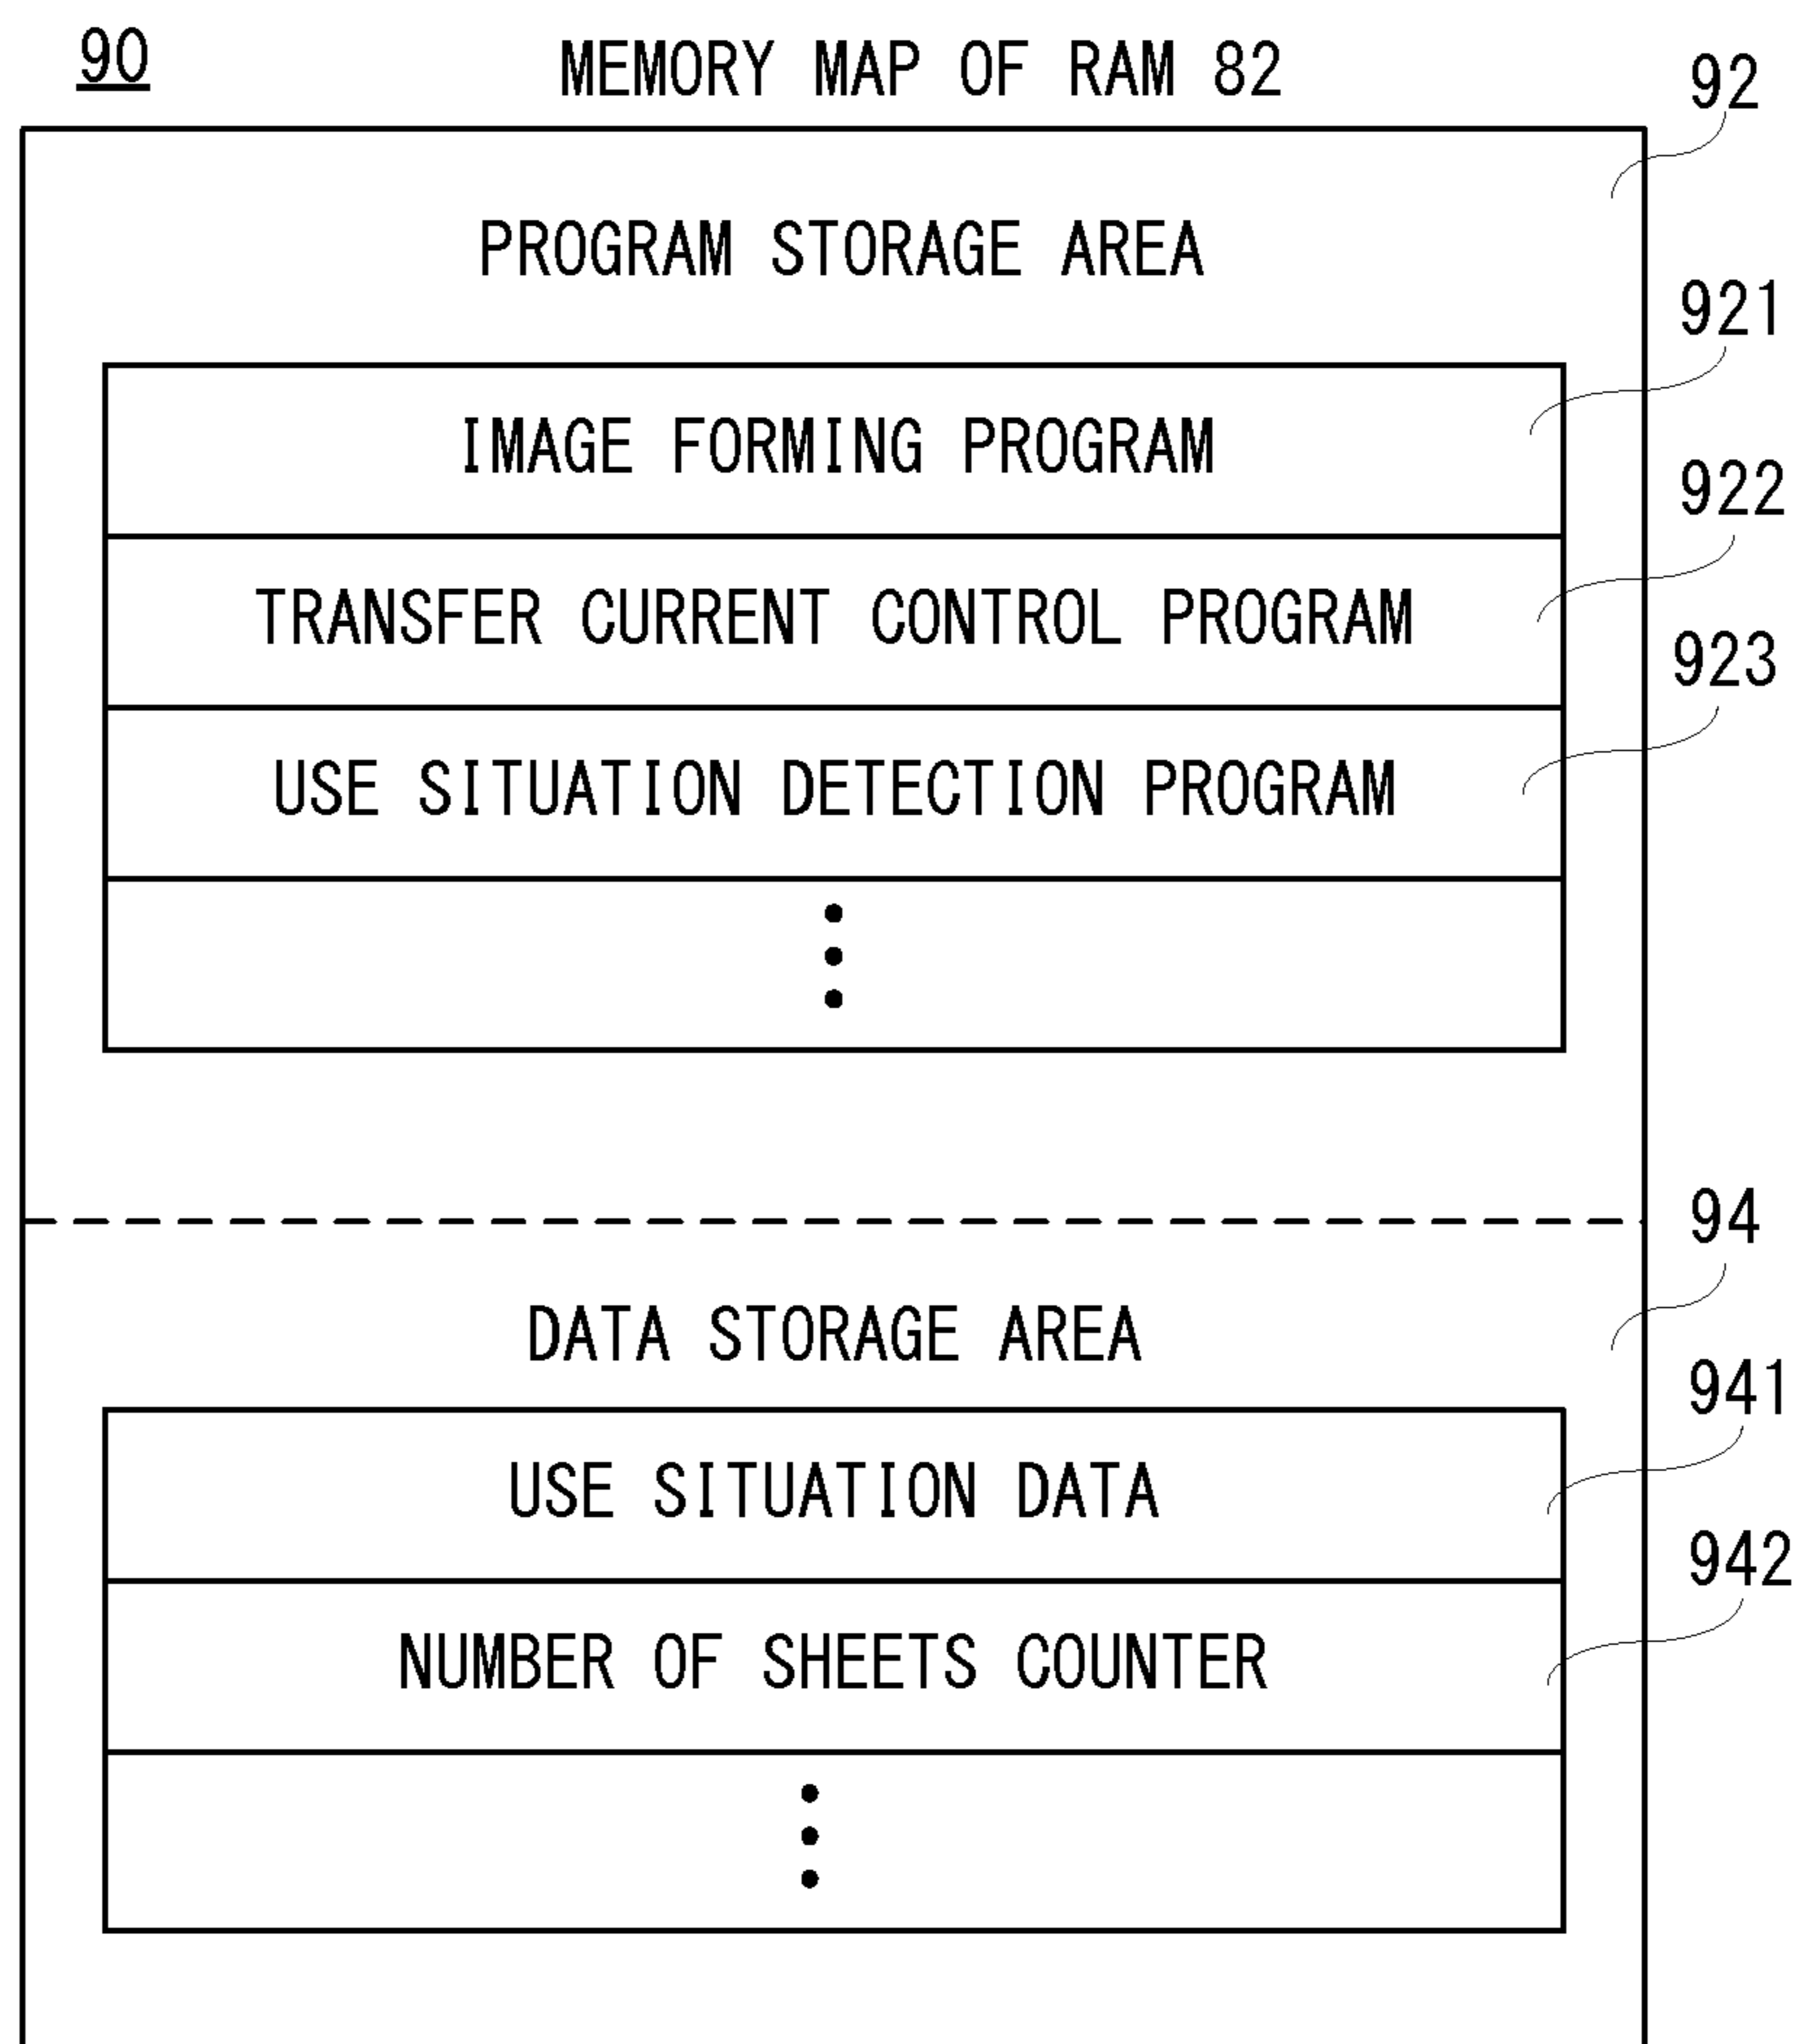 90
MEMORY MAP OF RAM 82
92
PROGRAM STORAGE AREA
921
IMAGE FORMING PROGRAM
922
TRANSFER CURRENT CONTROL PROGRAM
923
USE SITUATION DETECTION PROGRAM
94
DATA STORAGE AREA
941
USE SITUATION DATA
942
NUMBER OF SHEETS COUNTER